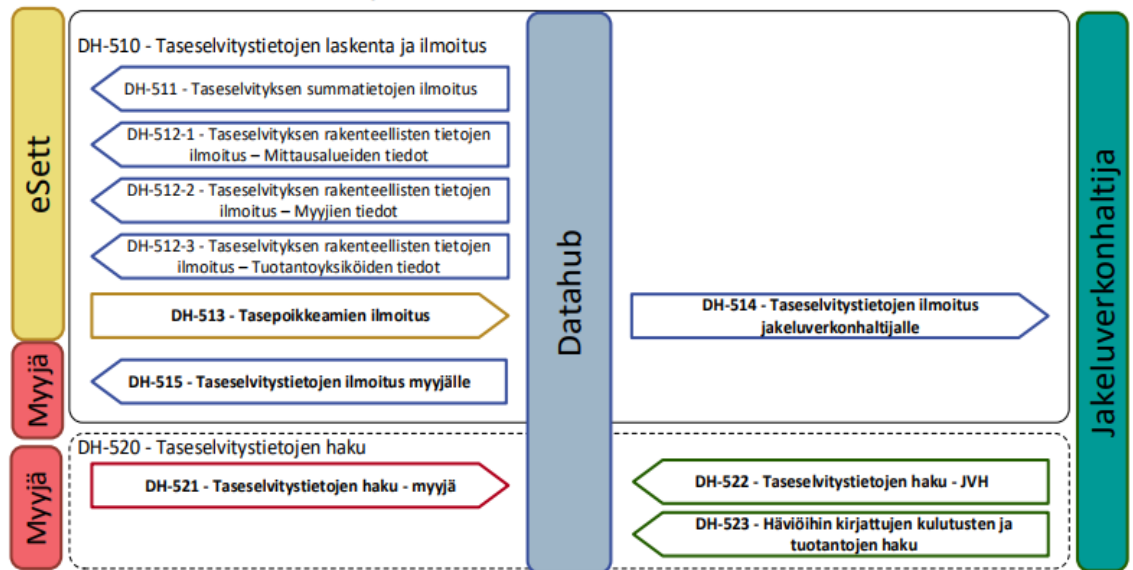 eSett
Myyjä
Myyjä
Datahub
Jakeluverkonhaltija
DH-510 - Taseselvitystietojen laskenta ja ilmoitus
DH-511 - Taseselvityksen summatietojen ilmoitus
DH-512-1 - Taseselvityksen rakenteellisten tietojen
ilmoitus – Mittausalueiden tiedot
DH-512-2 - Taseselvityksen rakenteellisten tietojen
ilmoitus – Myyjien tiedot
DH-512-3 - Taseselvityksen rakenteellisten tietojen
ilmoitus – Tuotantoyksiköiden tiedot
DH-513 - Tasepoikkeamien ilmoitus
DH-514 - Taseselvitystietojen ilmoitus
jakeluverkonhaltijalle
DH-515 - Taseselvitystietojen ilmoitus myyjälle
DH-520 - Taseselvitystietojen haku
DH-521 - Taseselvitystietojen haku - myyjä
DH-522 - Taseselvitystietojen haku - JVH
DH-523 - Häviöihin kirjattujen kulutusten ja
tuotantojen haku